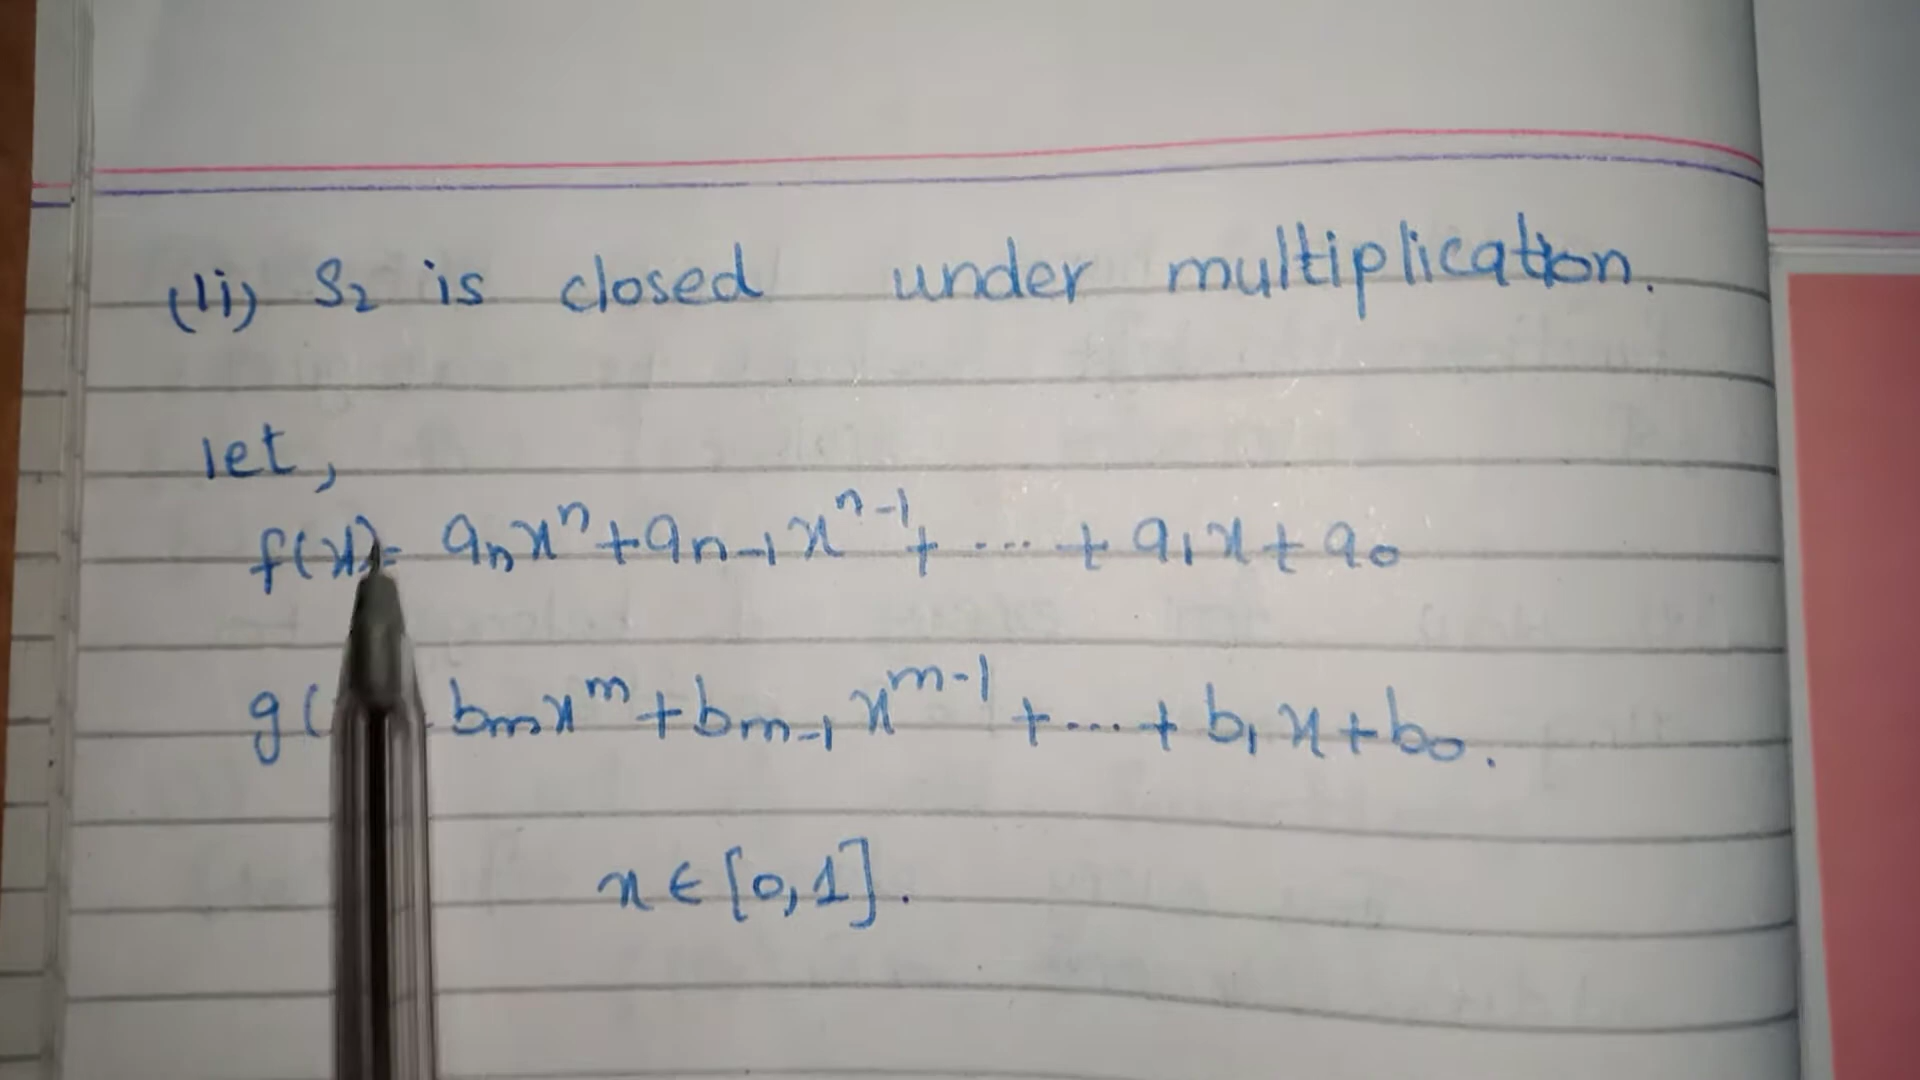 (ii) S₂ is closed under multiplication.
let,
f(x)= aₙxⁿ+aₙ₋₁xⁿ⁻¹+ ... + a₁x + a₀
g( bₘxᵐ+bₘ₋₁xᵐ⁻¹+...+ b₁x+b₀.
x ∈ [0,1].